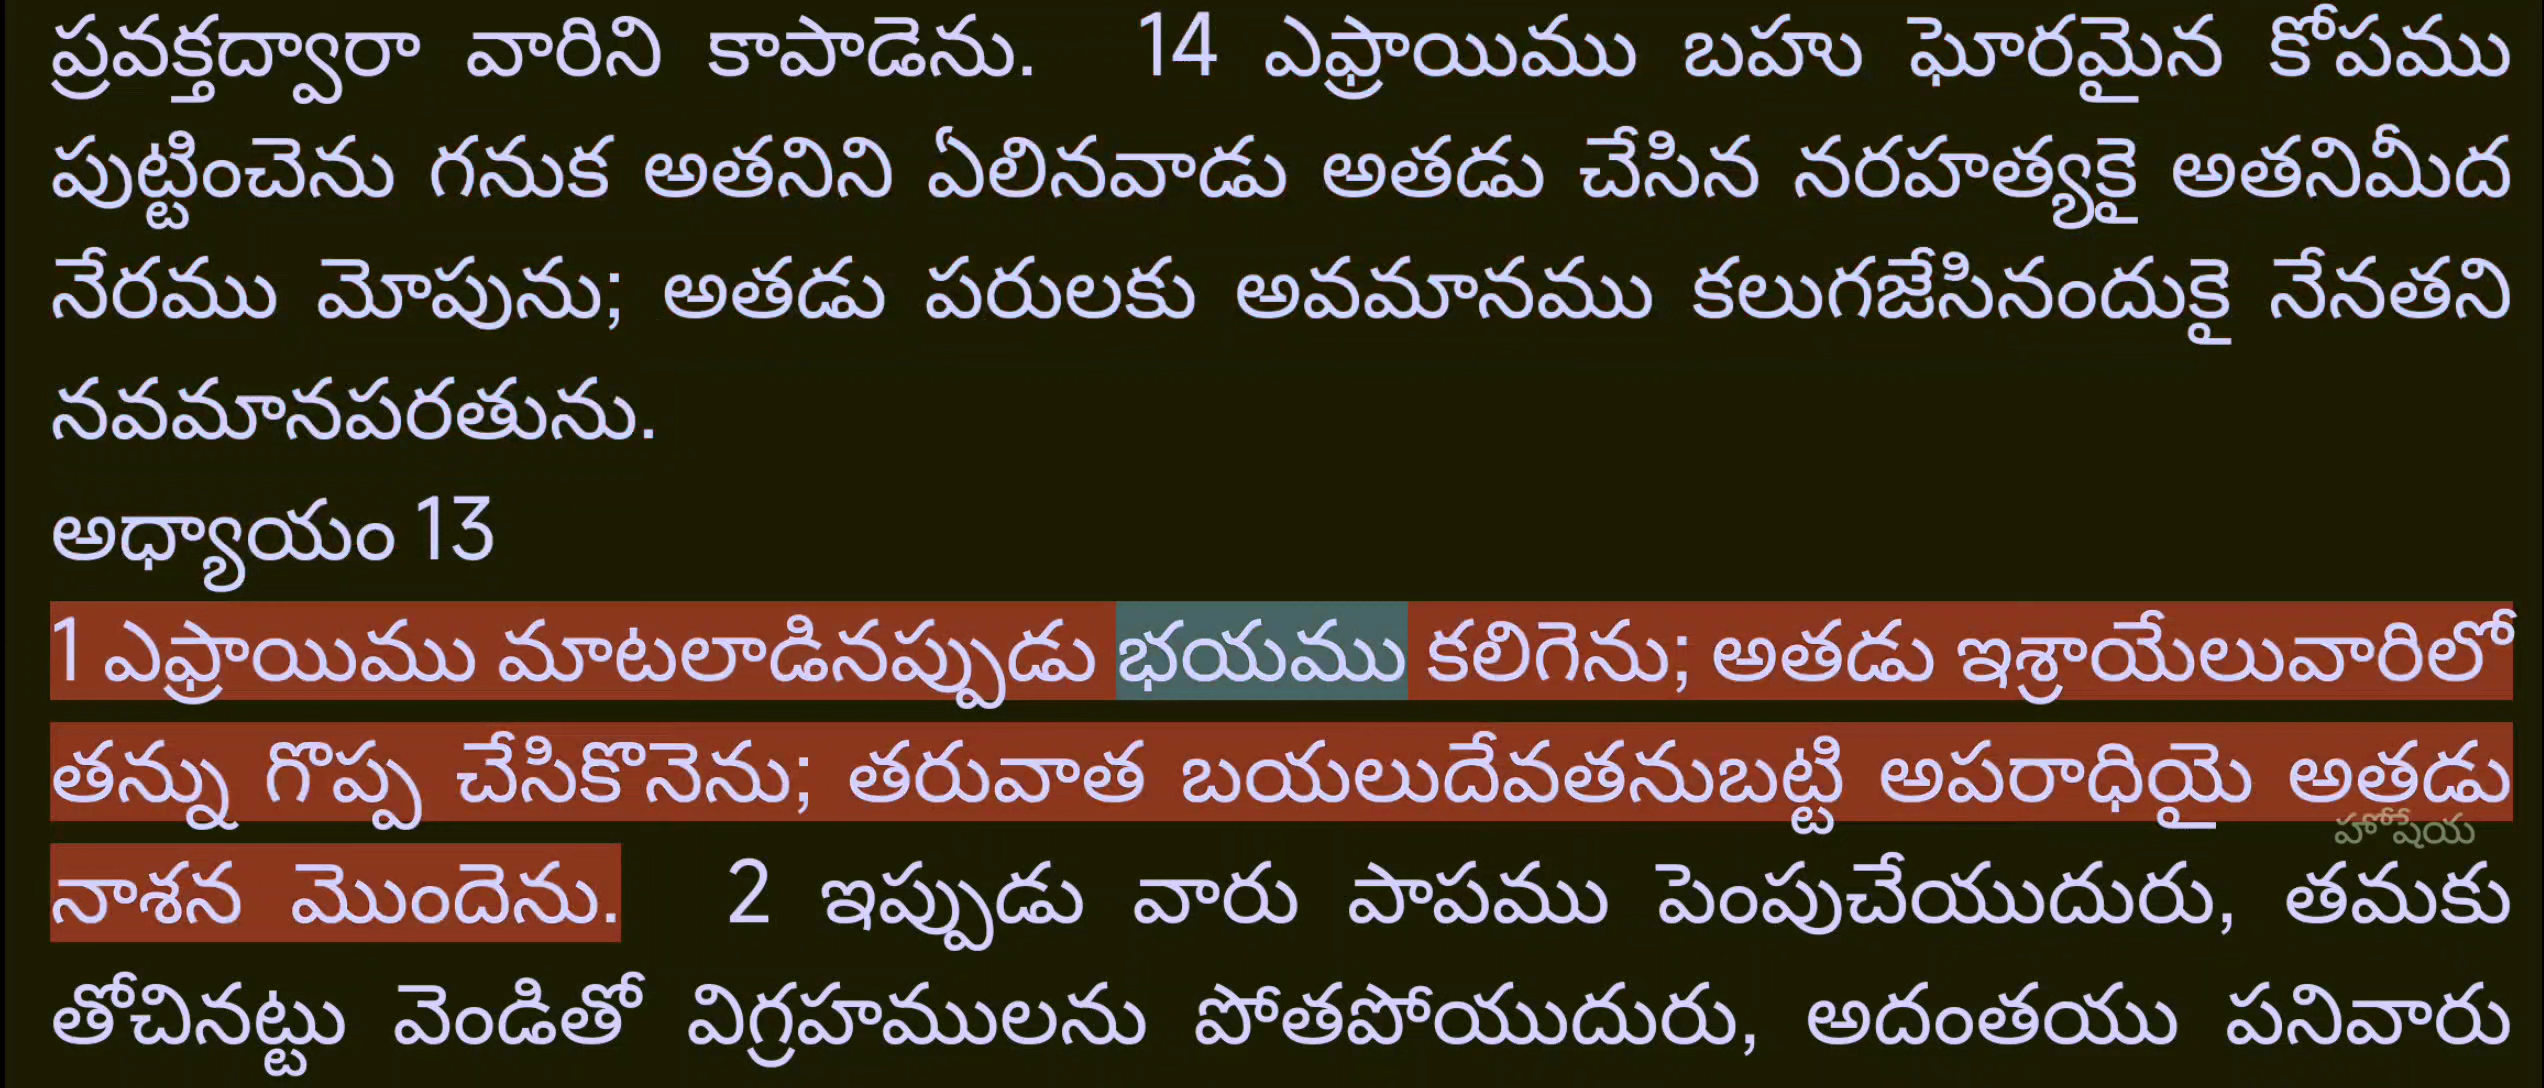 ప్రవక్తద్వారా వారిని కాపాడెను. 14 ఎఫ్రాయిము బహు ఘోరమైన కోపము
పుట్టించెను గనుక అతనిని ఏలినవాడు అతడు చేసిన నరహత్యకై అతనిమీద
నేరము మోపును; అతడు పరులకు అవమానము కలుగజేసినందుకై నేనతని
నవమానపరతును.
అధ్యాయం 13
1 ఎఫ్రాయిము మాటలాడినప్పుడు భయము కలిగెను; అతడు ఇశ్రాయేలువారిలో
తన్ను గొప్ప చేసికొనెను; తరువాత బయలుదేవతనుబట్టి అపరాధియై అతడు
హోషేయ
నాశన మొందెను. 2 ఇప్పుడు వారు పాపము పెంపుచేయుదురు, తమకు
తోచినట్టు వెండితో విగ్రహములను పోతపోయుదురు, అదంతయు పనివారు